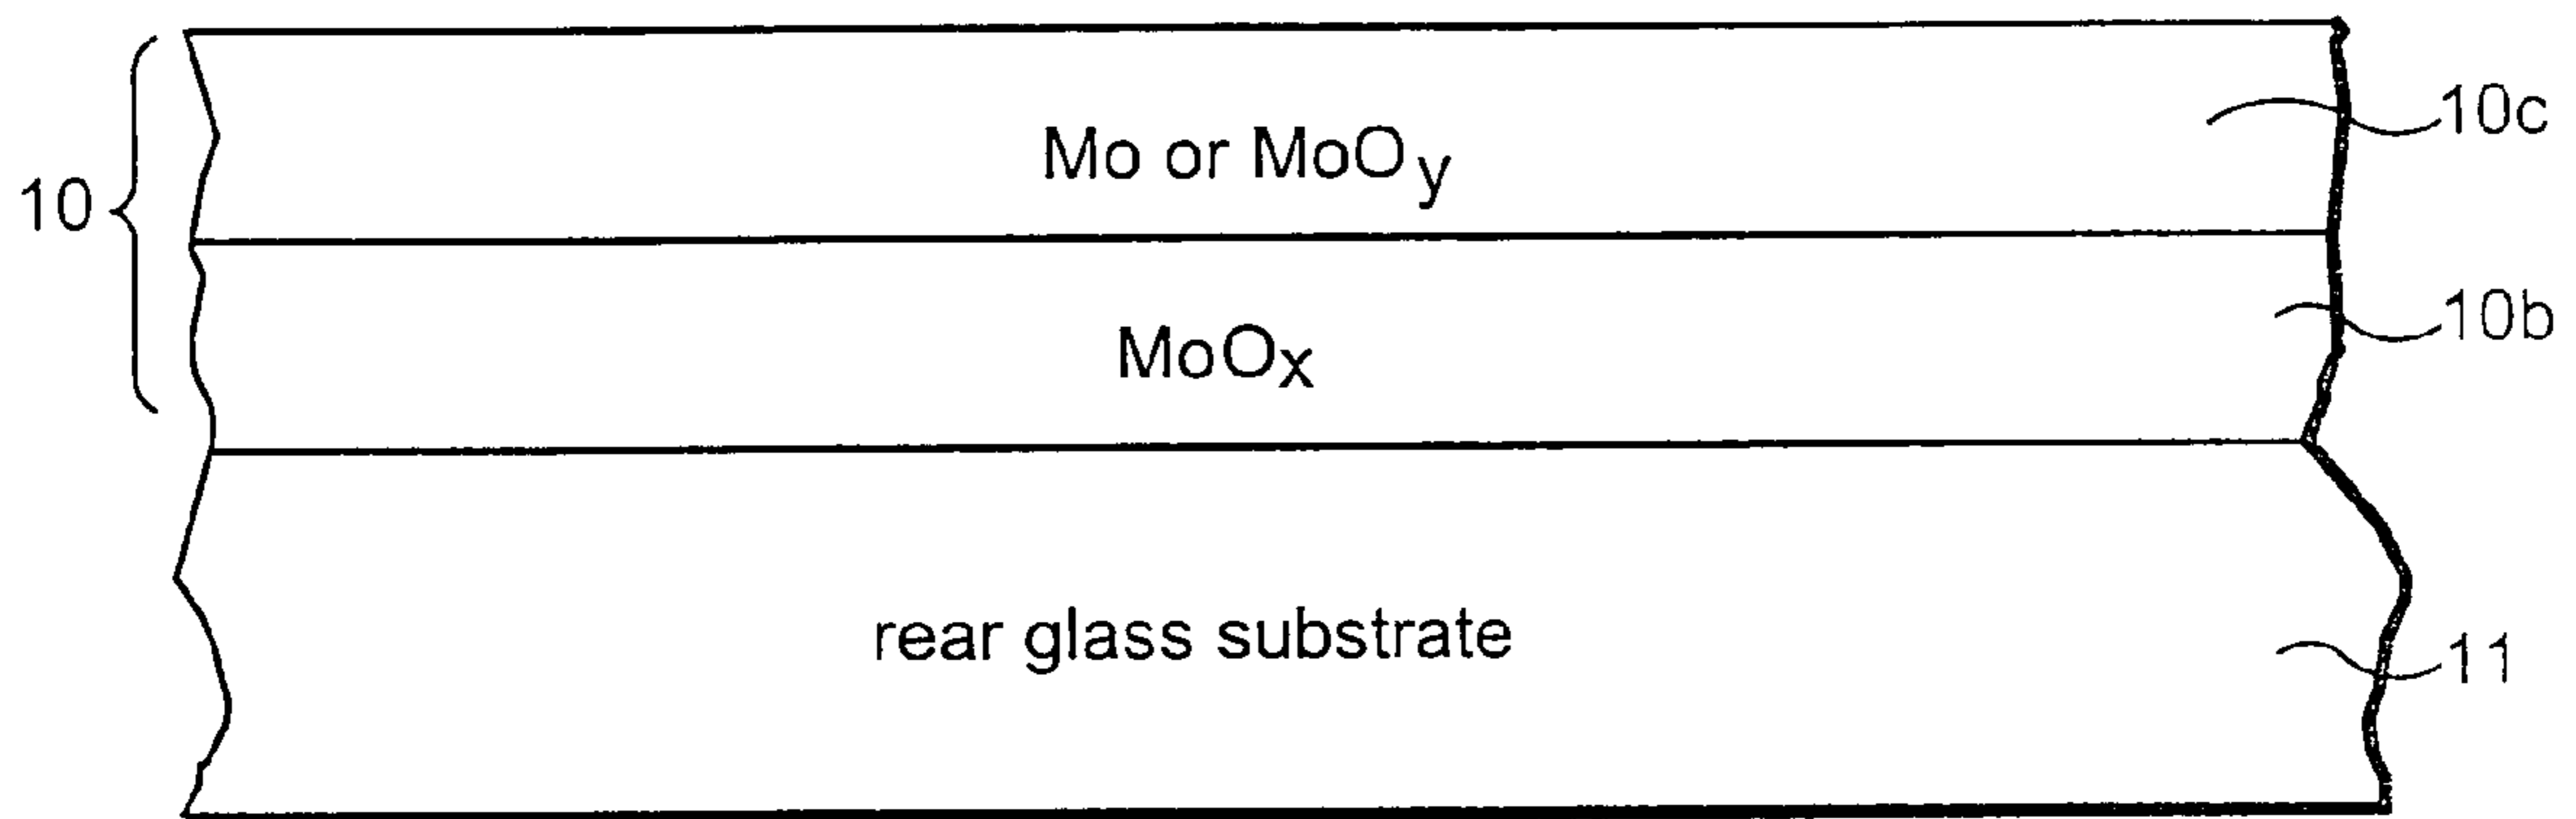 10c
Mo or MoOy
10
10b
MoOx
rear glass substrate
11